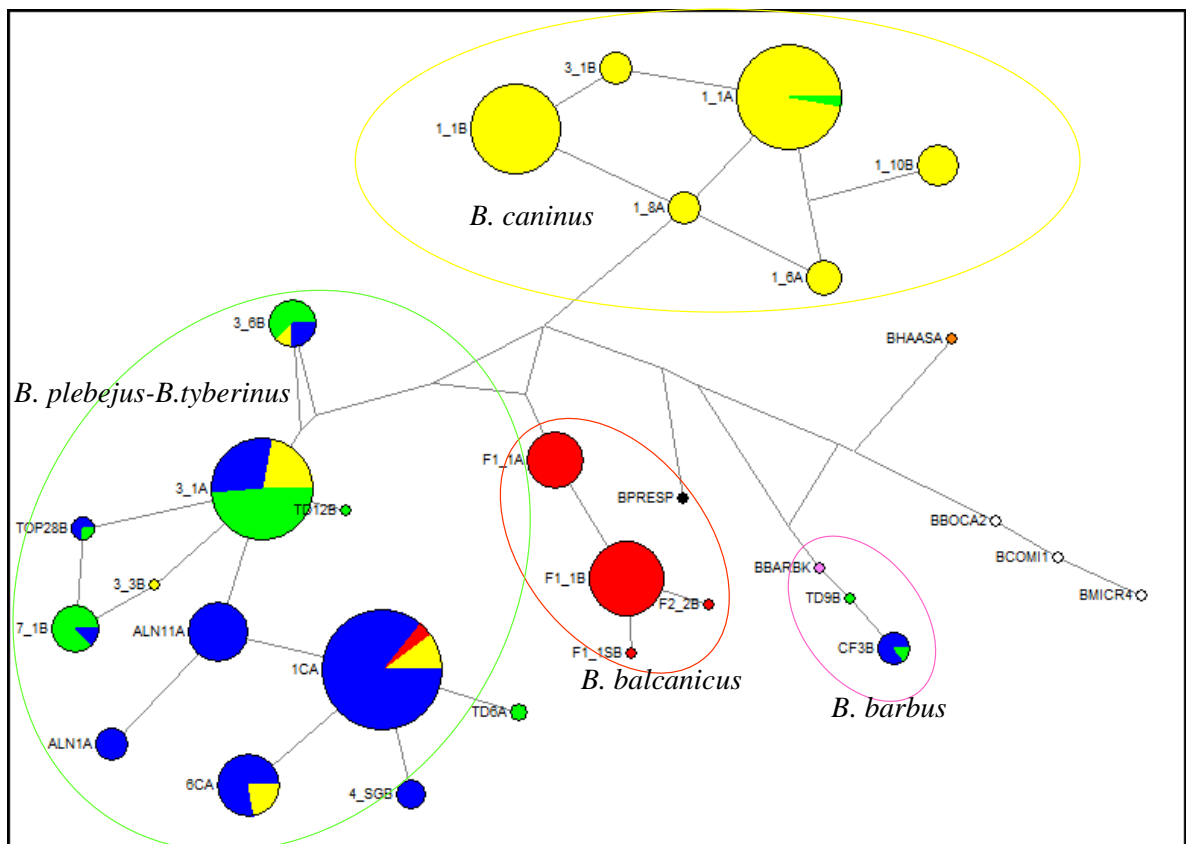 3_1B
1_1A
1_1B
1_10B
1_8A
B. caninus
1_6A
3_6B
BHAASA
B. plebejus-B.tyberinus
F1_1A
3_1A
BPRESP
TD12B
TOP28B
BBOCA2
BCOMI1
BBARBK
3_3B
F1_1B
BMICR4
TD9B
F2_2B
7_1B
ALN11A
CF3B
F1_1SB
1CA
B. balcanicus
B. barbus
TD6A
ALN1A
6CA
4_SGB